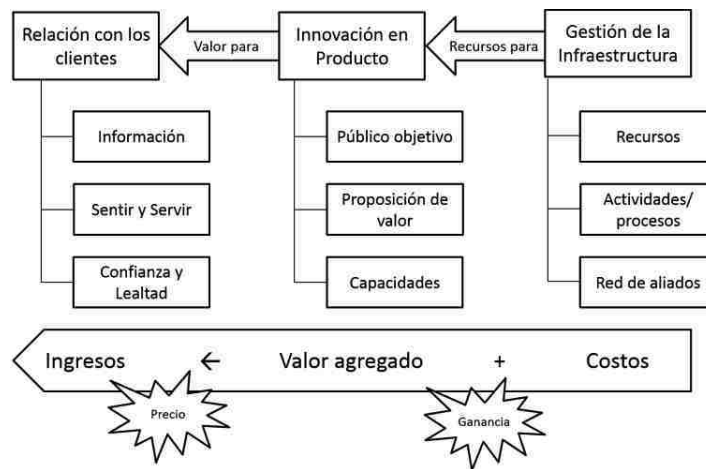 Relación con los
clientes
Valor para
Innovación en
Producto
Recursos para
Gestión de la
Infraestructura
Información
Sentir y Servir
Confianza y
Lealtad
Público objetivo
Proposición de
valor
Capacidades
Recursos
Actividades/
procesos
Red de aliados
Ingresos ← Valor agregado + Costos
Precio
Ganancia